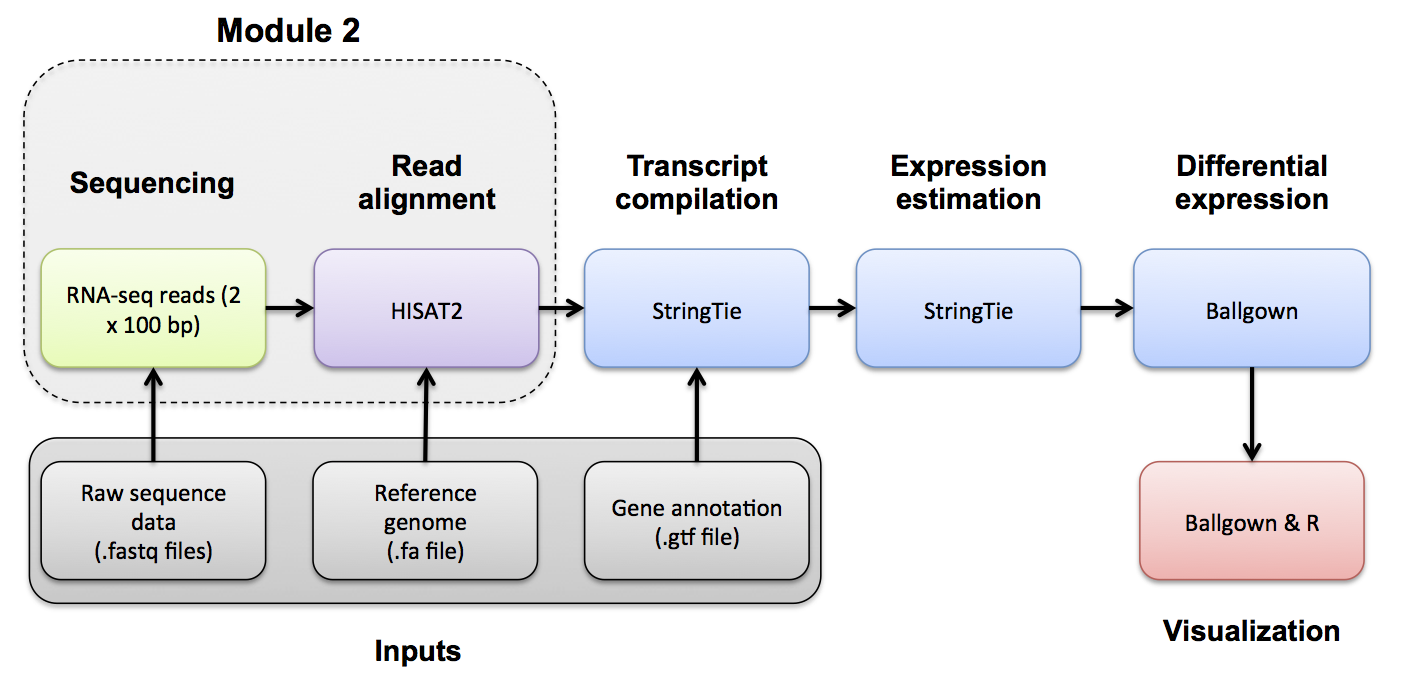 Module 2
Sequencing
Read
alignment
Transcript
compilation
Expression
estimation
Differential
expression
RNA-seq reads (2
x 100 bp)
HISAT2
StringTie
StringTie
Ballgown
Raw sequence
data
(.fastq files)
Reference
genome
(.fa file)
Gene annotation
(.gtf file)
Ballgown & R
Inputs
Visualization